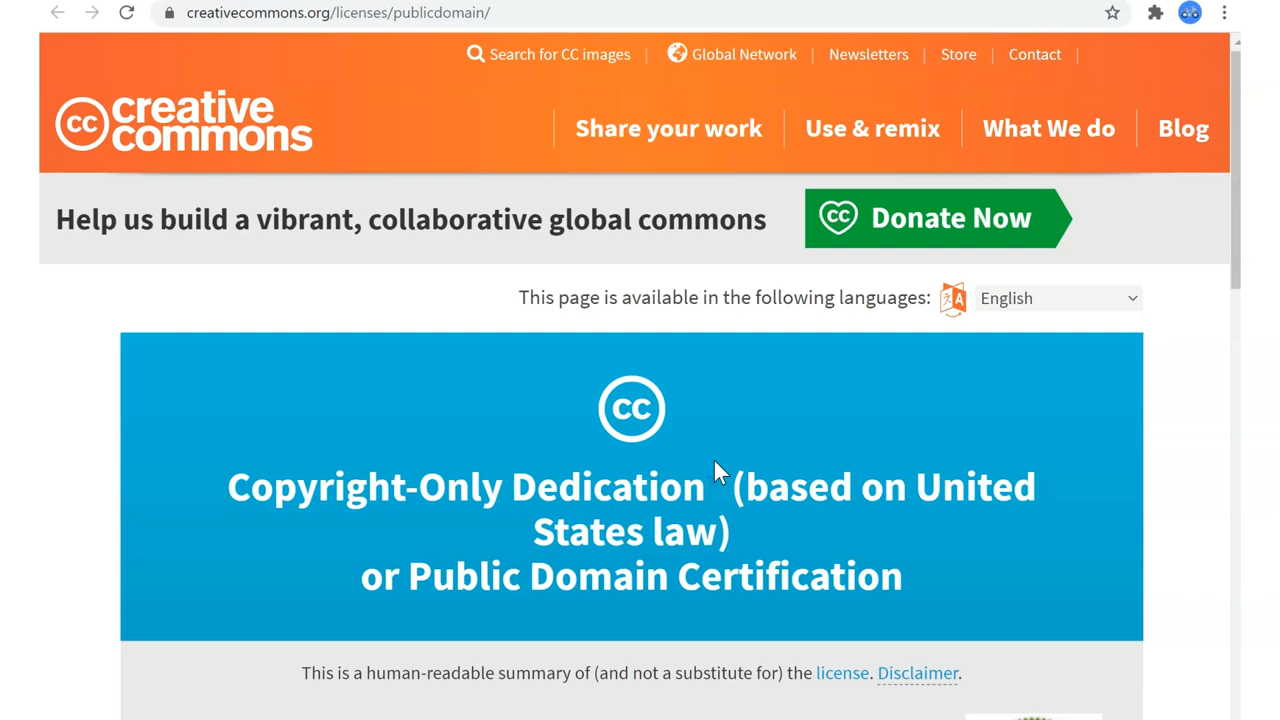 creativecommons.org/licenses/publicdomain/
Search for CC images | Global Network | Newsletters | Store | Contact |
cc creative
commons
Share your work | Use & remix | What We do | Blog
Help us build a vibrant, collaborative global commons
cc Donate Now
This page is available in the following languages: English
cc
Copyright-Only Dedication (based on United
States law)
or Public Domain Certification
This is a human-readable summary of (and not a substitute for) the license. Disclaimer.